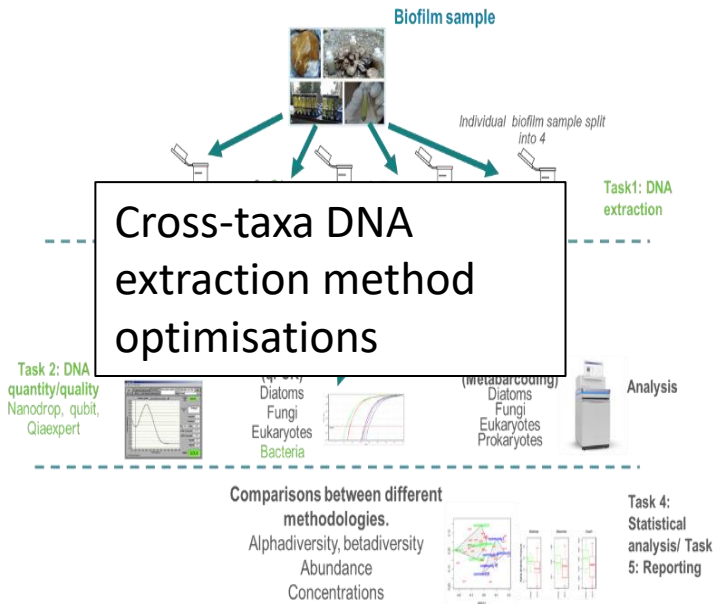 Biofilm sample
Individual biofilm sample split
into 4
Task1: DNA
extraction
Cross-taxa DNA
extraction method
optimisations
Task 2: DNA
quantity/quality
Nanodrop, qubit,
Qiaexpert
(qPCR)
Diatoms
Fungi
Eukaryotes
Bacteria
(Metabarcoding)
Diatoms
Fungi
Eukaryotes
Prokaryotes
Analysis
Comparisons between different
methodologies.
Alphadiversity, betadiversity
Abundance
Concentrations
Task 4:
Statistical
analysis/ Task
5: Reporting